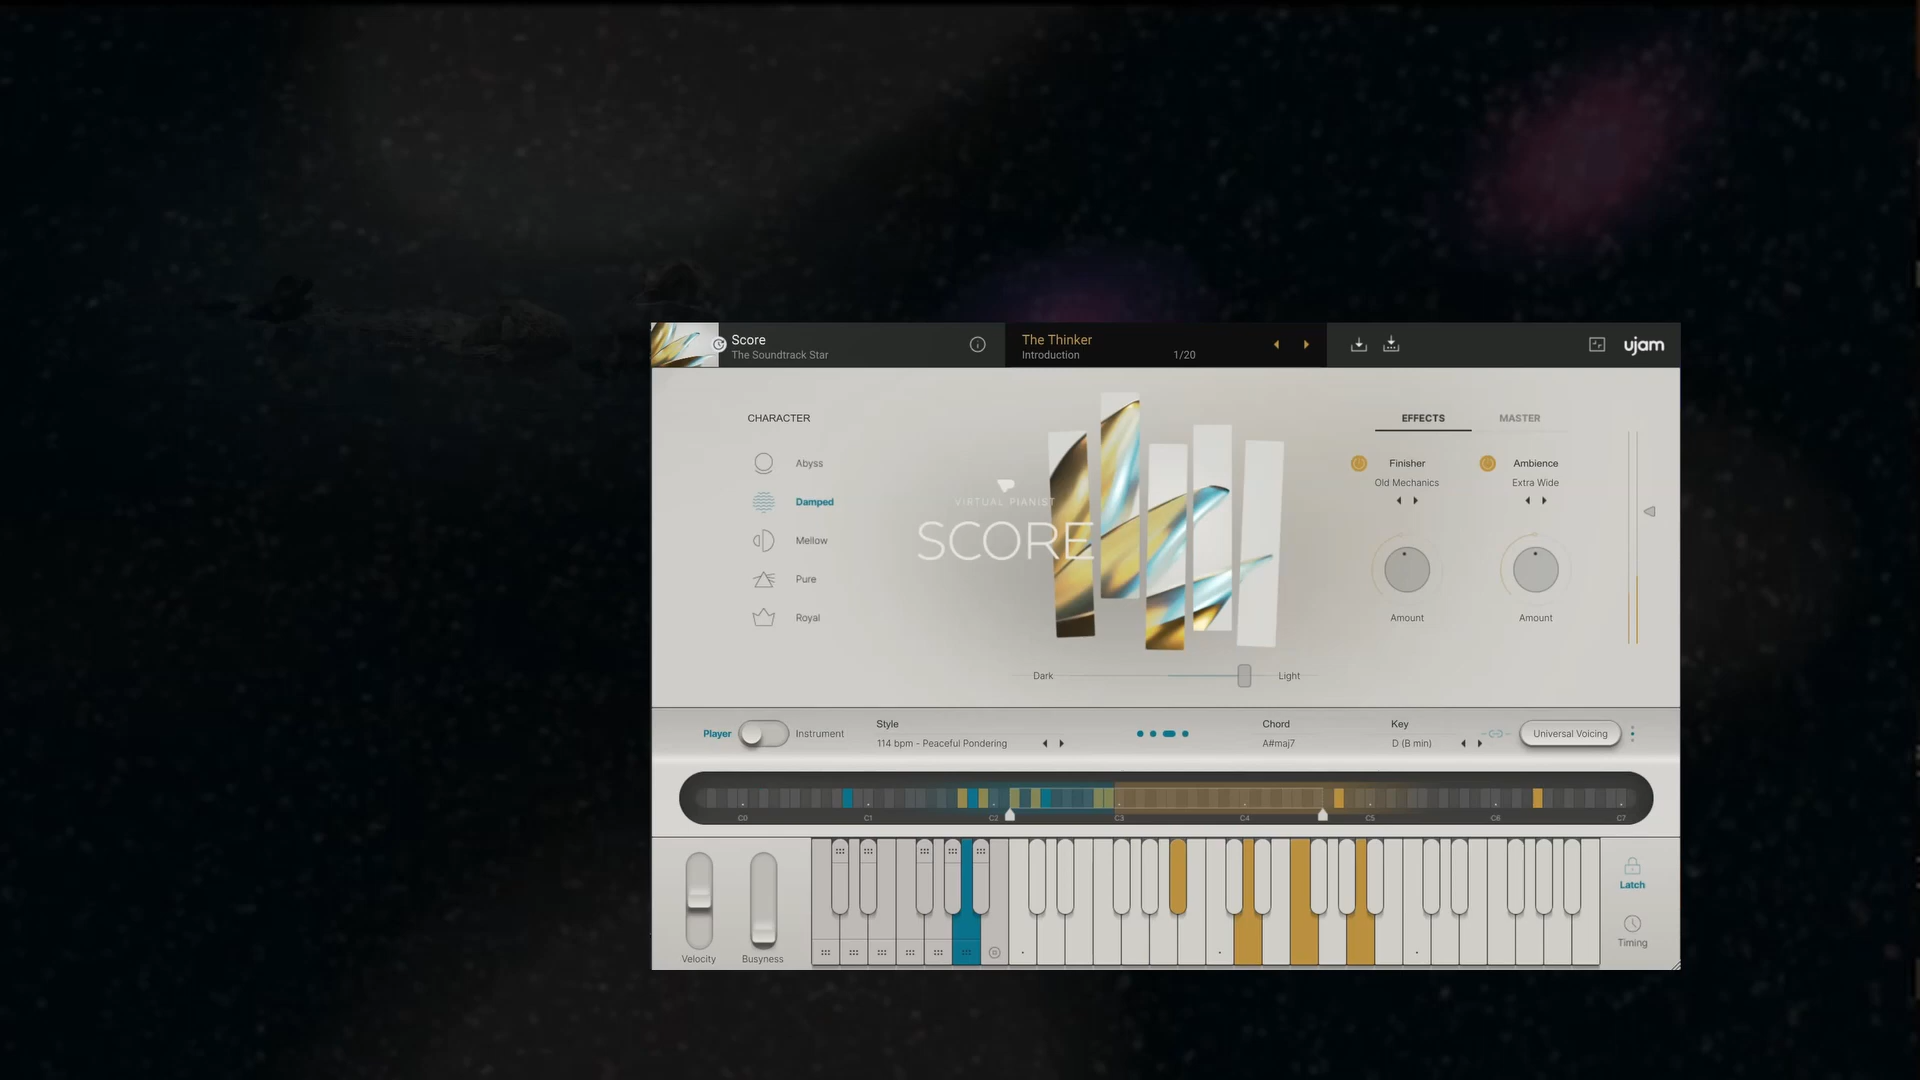 Score
The Soundtrack Star
The Thinker
Introduction
1/20
ujam
CHARACTER
Abyss
Damped
Mellow
Pure
Royal
VIRTUAL PIANIST
SCORE
Dark
Light
EFFECTS
MASTER
Finisher
Old Mechanics
Amount
Ambience
Extra Wide
Amount
Player
Instrument
Style
114 bpm - Peaceful Pondering
Chord
A#maj7
Key
D (B min)
Universal Voicing
C0
C1
C2
C3
C4
C5
C6
C7
Velocity
Busyness
Latch
Timing